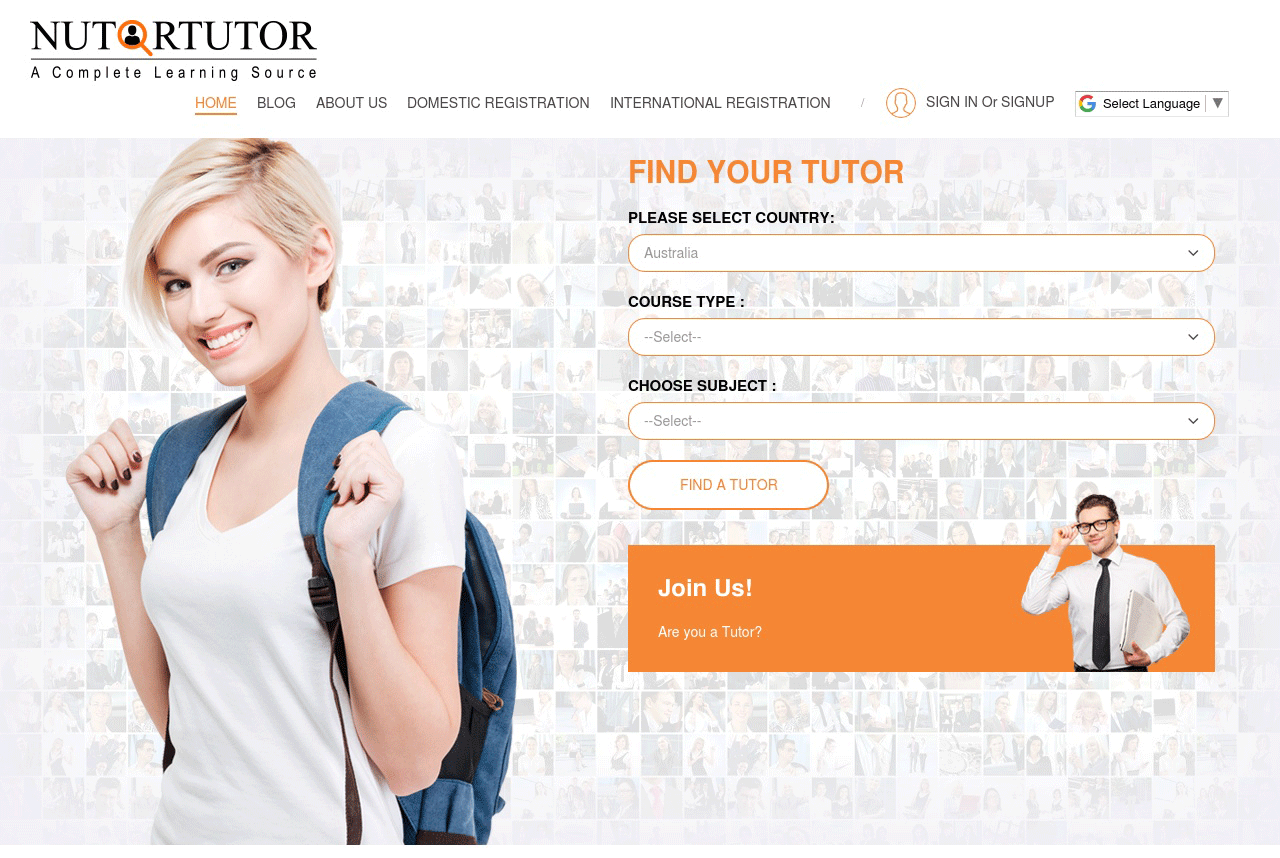 NUTORTUTOR
A Complete Learning Source
HOME BLOG ABOUT US DOMESTIC REGISTRATION INTERNATIONAL REGISTRATION / SIGN IN Or SIGNUP Select Language ▼
FIND YOUR TUTOR
PLEASE SELECT COUNTRY:
Australia
COURSE TYPE :
--Select--
CHOOSE SUBJECT :
--Select--
FIND A TUTOR
Join Us!
Are you a Tutor?